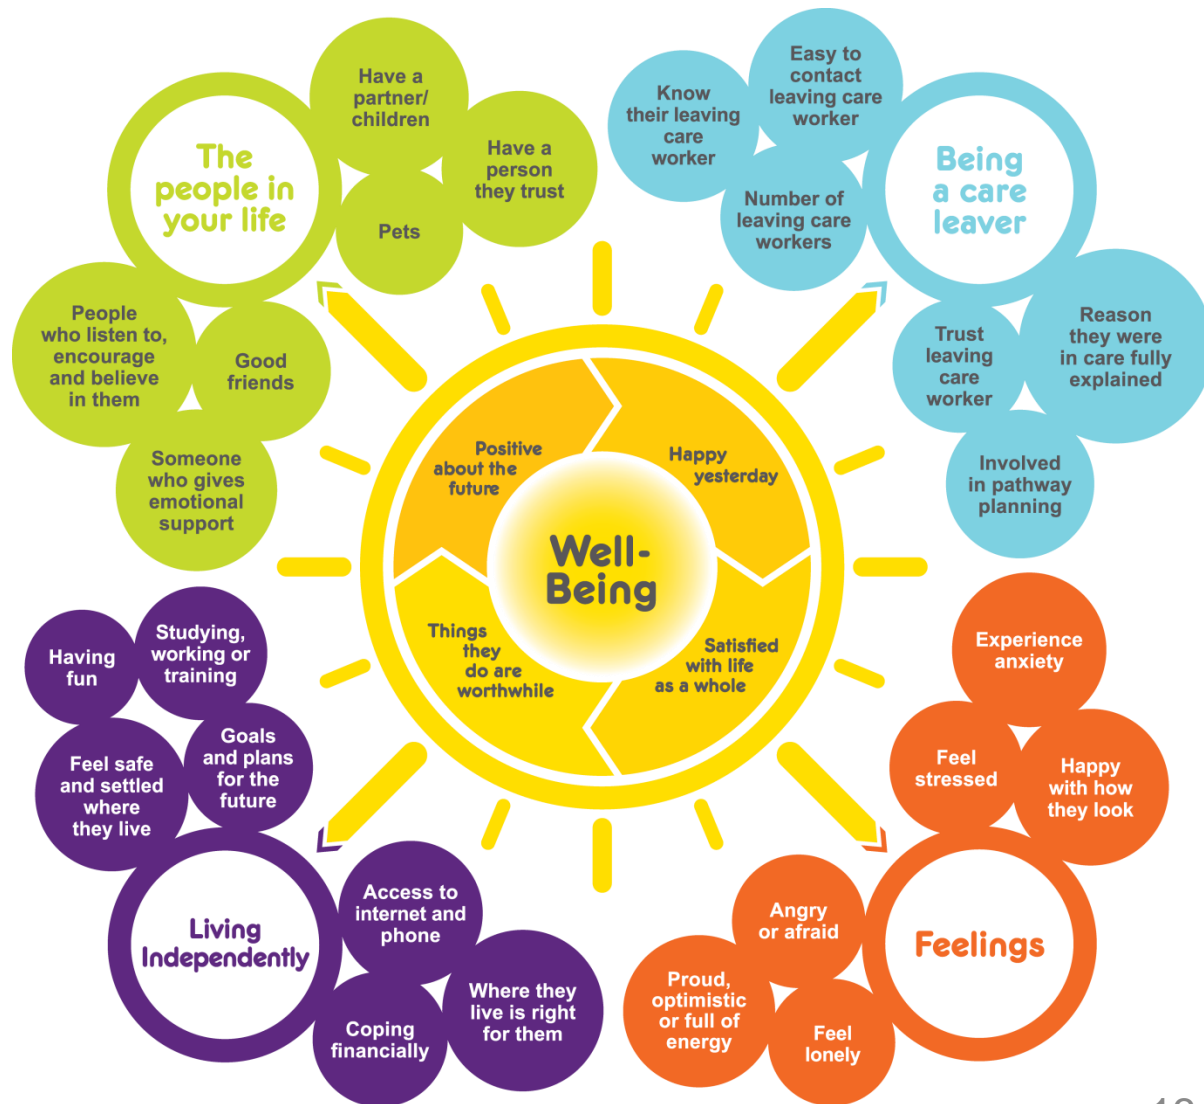 The
people in
your life
Have a
partner/
children
Have a
person
they trust
Pets
People
who listen to,
encourage
and believe
in them
Good
friends
Someone
who gives
emotional
support
Being
a care
leaver
Know
their leaving
care
worker
Easy to
contact
leaving care
worker
Number of
leaving care
workers
Trust
leaving
care
worker
Reason
they were
in care fully
explained
Involved
in pathway
planning
Well-
Being
Positive
about the
future
Happy
yesterday
Things
they
do are
worthwhile
Satisfied
with life
as a whole
Having
fun
Studying,
working or
training
Feel safe
and settled
where
they live
Goals
and plans
for the
future
Living
Independently
Access to
internet and
phone
Coping
financially
Where they
live is right
for them
Experience
anxiety
Feel
stressed
Happy
with how
they look
Feelings
Angry
or afraid
Proud,
optimistic
or full of
energy
Feel
lonely